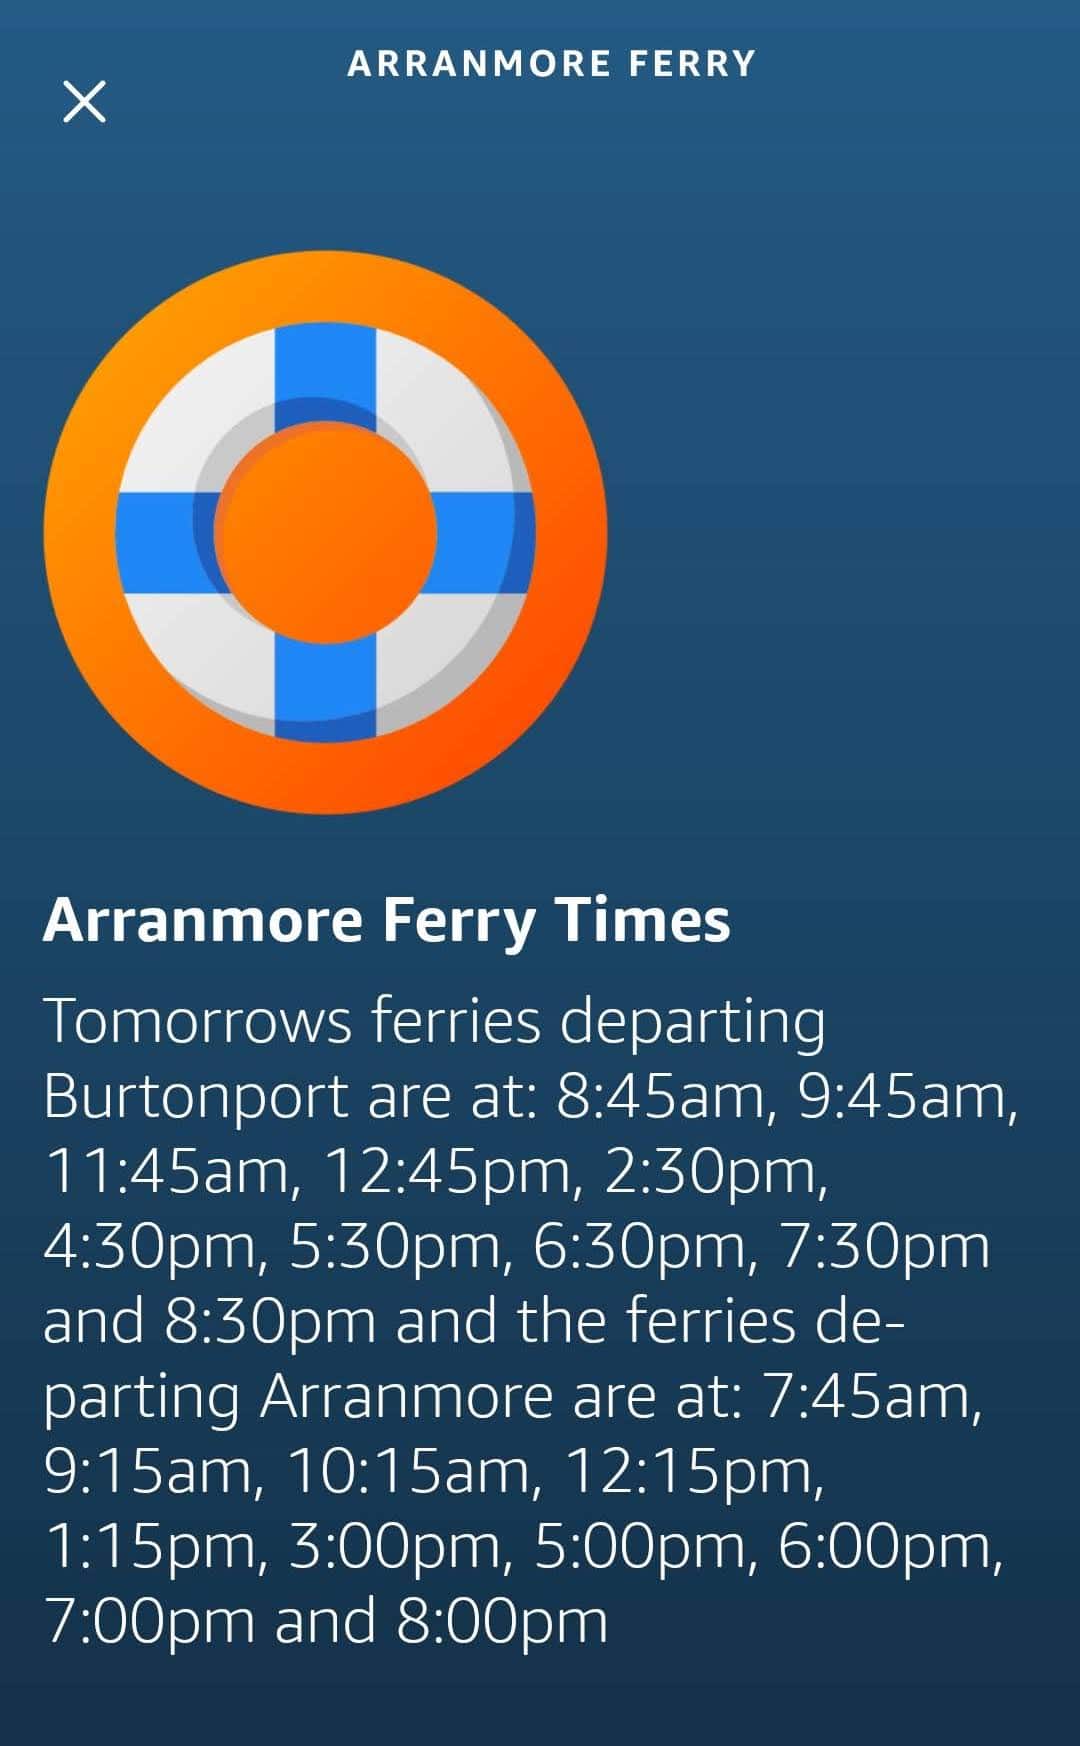 ARRANMORE FERRY
Arranmore Ferry Times
Tomorrows ferries departing
Burtonport are at: 8:45am, 9:45am,
11:45am, 12:45pm, 2:30pm,
4:30pm, 5:30pm, 6:30pm, 7:30pm
and 8:30pm and the ferries de-
parting Arranmore are at: 7:45am,
9:15am, 10:15am, 12:15pm,
1:15pm, 3:00pm, 5:00pm, 6:00pm,
7:00pm and 8:00pm